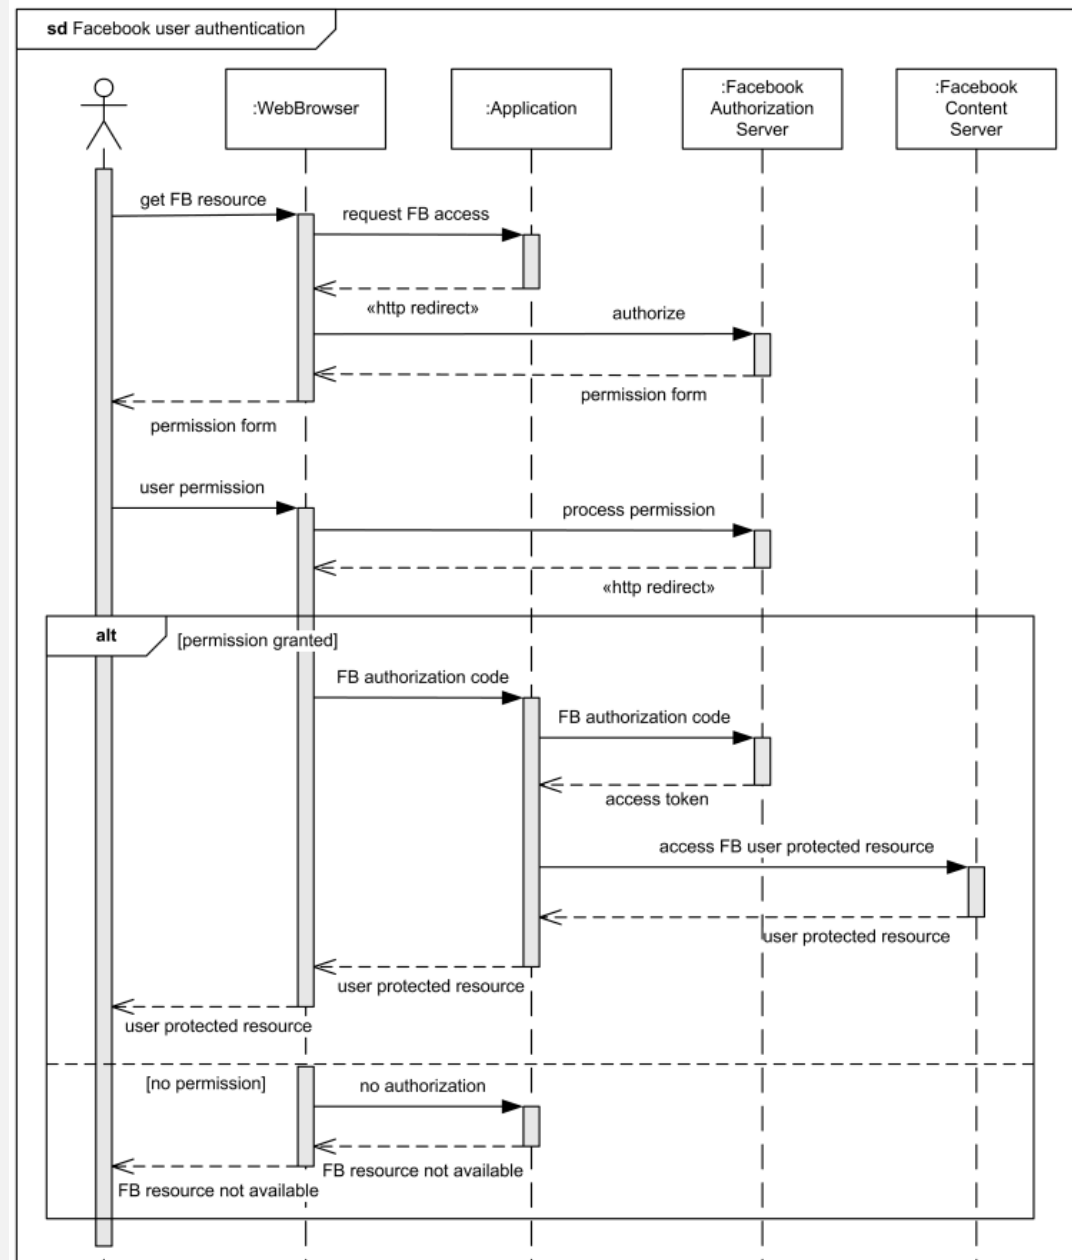 sd Facebook user authentication
:WebBrowser
:Application
:Facebook
Authorization
Server
:Facebook
Content
Server
get FB resource
request FB access
«http redirect»
authorize
permission form
permission form
user permission
process permission
«http redirect»
alt
[permission granted]
FB authorization code
FB authorization code
access token
access FB user protected resource
user protected resource
user protected resource
user protected resource
[no permission]
no authorization
FB resource not available
FB resource not available